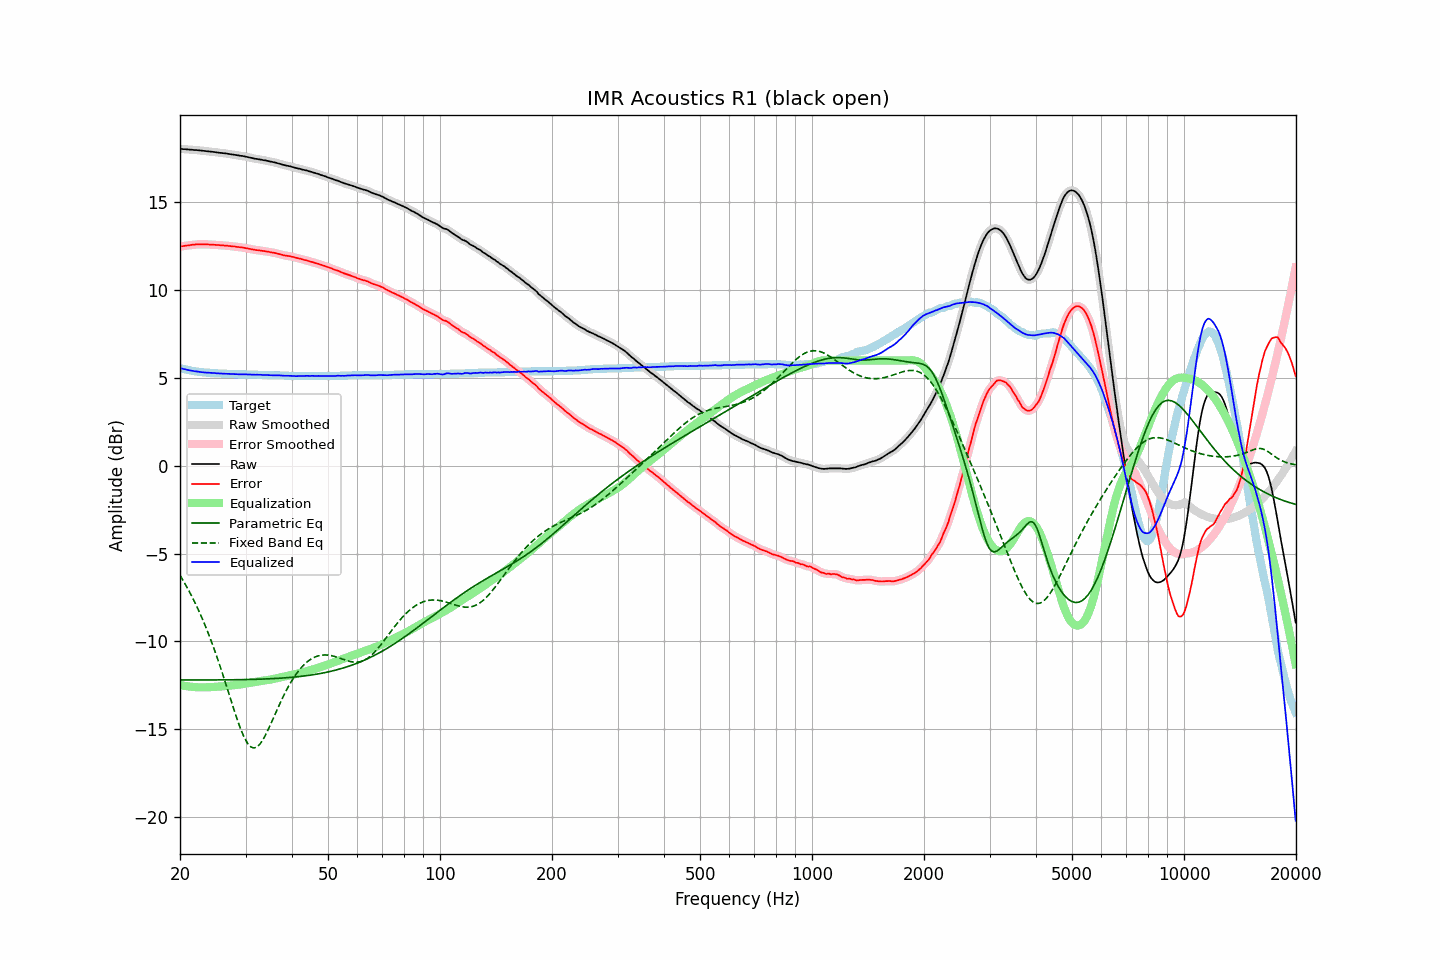 IMR Acoustics R1 (black open)
Amplitude (dBr)
15
10
5
0
−5
−10
−15
−20
Target
Raw Smoothed
Error Smoothed
Raw
Error
Equalization
Parametric Eq
Fixed Band Eq
Equalized
20
50
100
200
500
1000
2000
5000
10000
20000
Frequency (Hz)